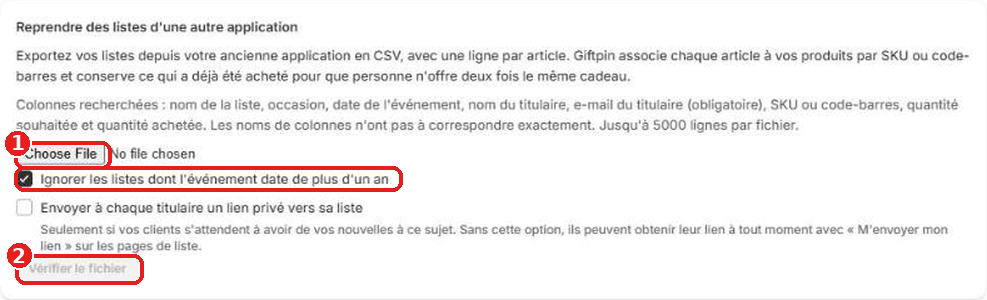 Reprendre des listes d'une autre application
Exportez vos listes depuis votre ancienne application en CSV, avec une ligne par article. Giftpin associe chaque article à vos produits par SKU ou code-
barres et conserve ce qui a déjà été acheté pour que personne n'offre deux fois le même cadeau.
Colonnes recherchées : nom de la liste, occasion, date de l'événement, nom du titulaire, e-mail du titulaire (obligatoire), SKU ou code-barres, quantité
souhaitée et quantité achetée. Les noms de colonnes n'ont pas à correspondre exactement. Jusqu'à 5000 lignes par fichier.
1
Choose File No file chosen
Ignorer les listes dont l'événement date de plus d'un an
Envoyer à chaque titulaire un lien privé vers sa liste
Seulement si vos clients s'attendent à avoir de vos nouvelles à ce sujet. Sans cette option, ils peuvent obtenir leur lien à tout moment avec « M'envoyer mon
lien » sur les pages de liste.
2
Vérifier le fichier